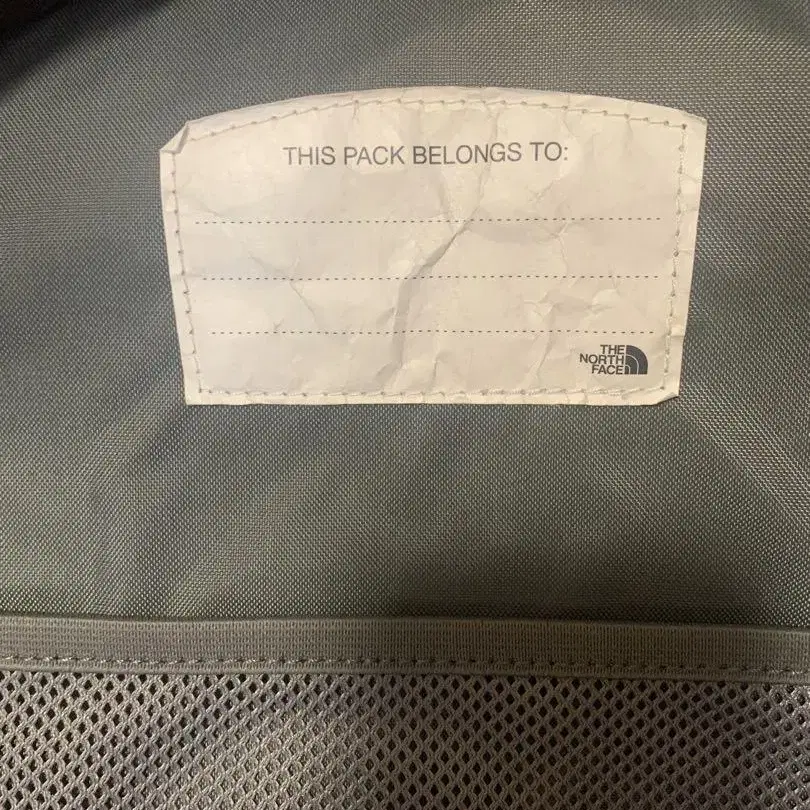 THIS PACK BELONGS TO:
THE
NORTH
FACE